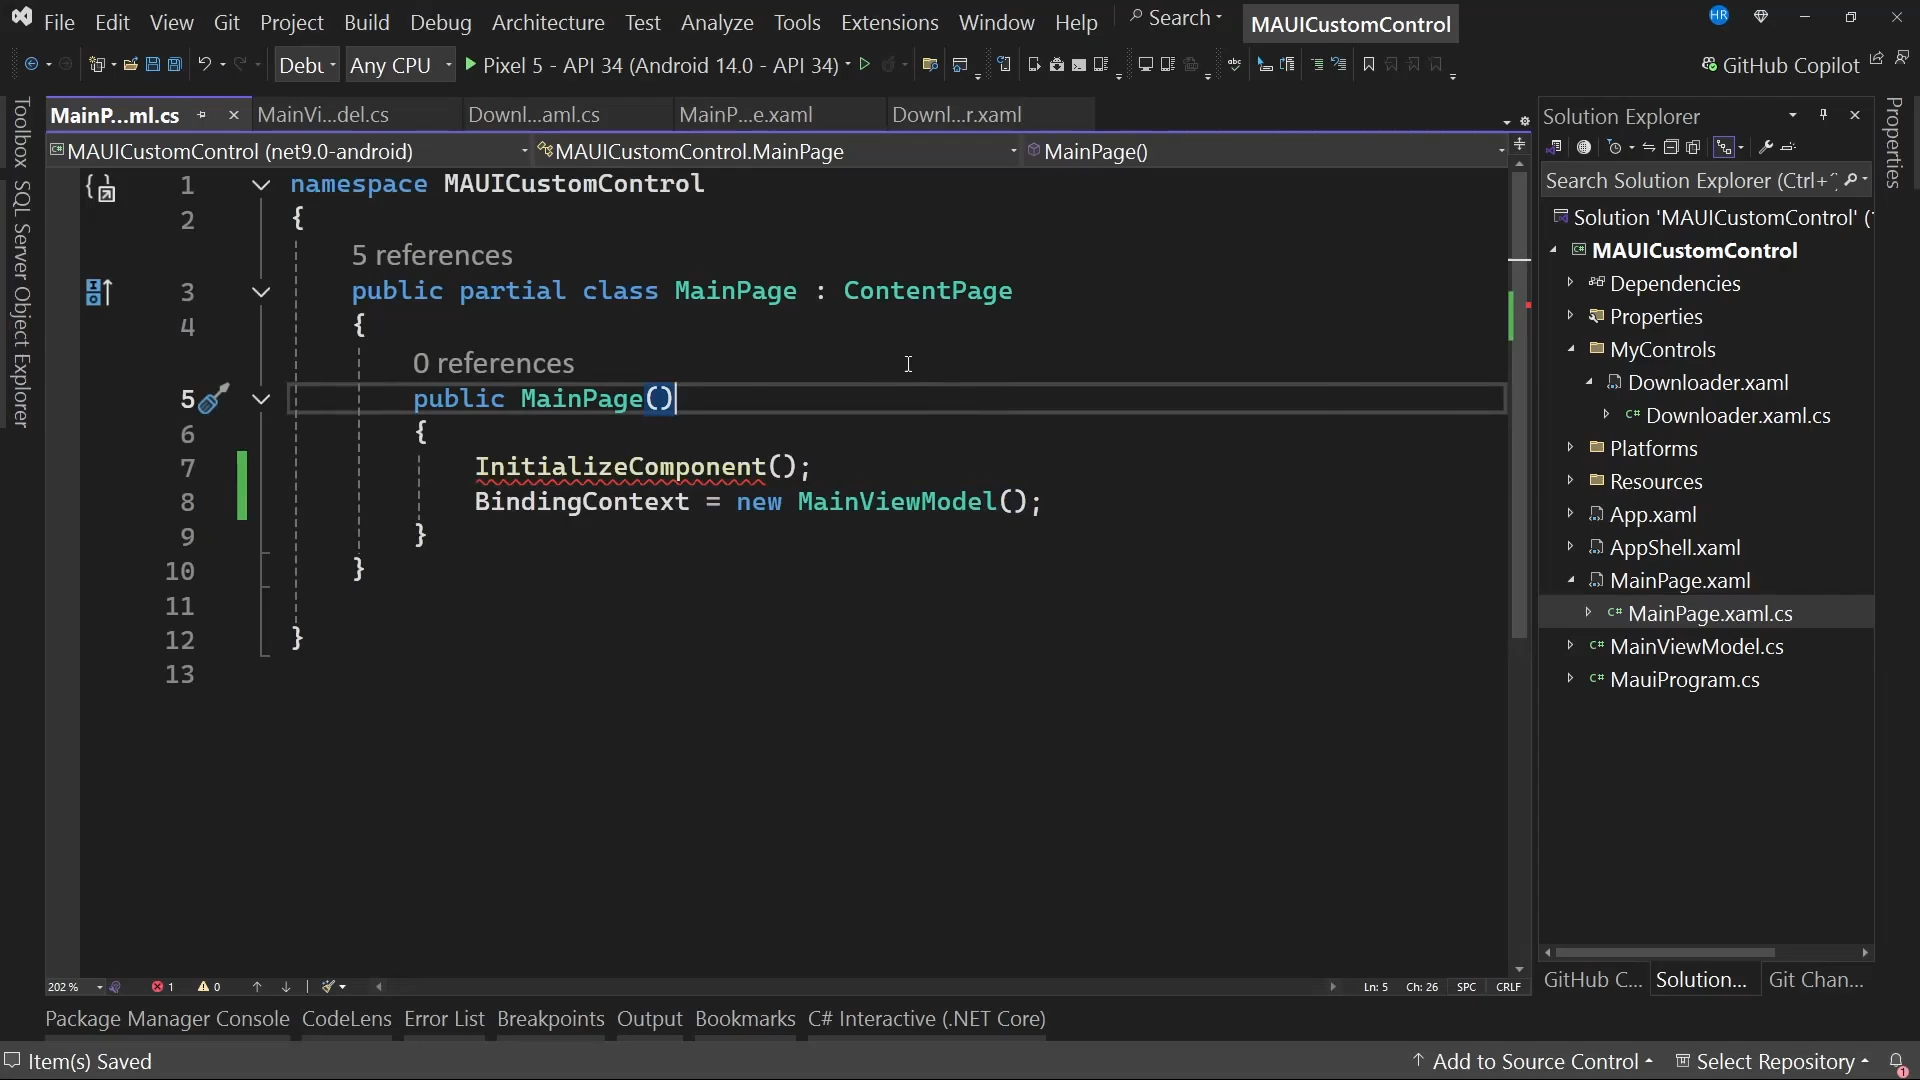 File Edit View Git Project Build Debug Architecture Test Analyze Tools Extensions Window Help Search MAUICustomControl HR
Debu Any CPU Pixel 5 - API 34 (Android 14.0 - API 34) GitHub Copilot
Toolbox
SQL Server Object Explorer
MainP...ml.cs MainVi...del.cs Downl...aml.cs MainP...e.xaml Downl...r.xaml
MAUICustomControl (net9.0-android) MAUICustomControl.MainPage MainPage()
1 namespace MAUICustomControl
2 {
5 references
3 public partial class MainPage : ContentPage
4 {
0 references
5 public MainPage()
6 {
7 InitializeComponent();
8 BindingContext = new MainViewModel();
9 }
10 }
11
12 }
13
202 % 1 0 Ln: 5 Ch: 26 SPC CRLF
Solution Explorer
Search Solution Explorer (Ctrl+
Solution 'MAUICustomControl' (
MAUICustomControl
Dependencies
Properties
MyControls
Downloader.xaml
C# Downloader.xaml.cs
Platforms
Resources
App.xaml
AppShell.xaml
MainPage.xaml
C# MainPage.xaml.cs
C# MainViewModel.cs
C# MauiProgram.cs
GitHub C... Solution... Git Chan...
Properties
Package Manager Console CodeLens Error List Breakpoints Output Bookmarks C# Interactive (.NET Core)
Item(s) Saved Add to Source Control Select Repository 1